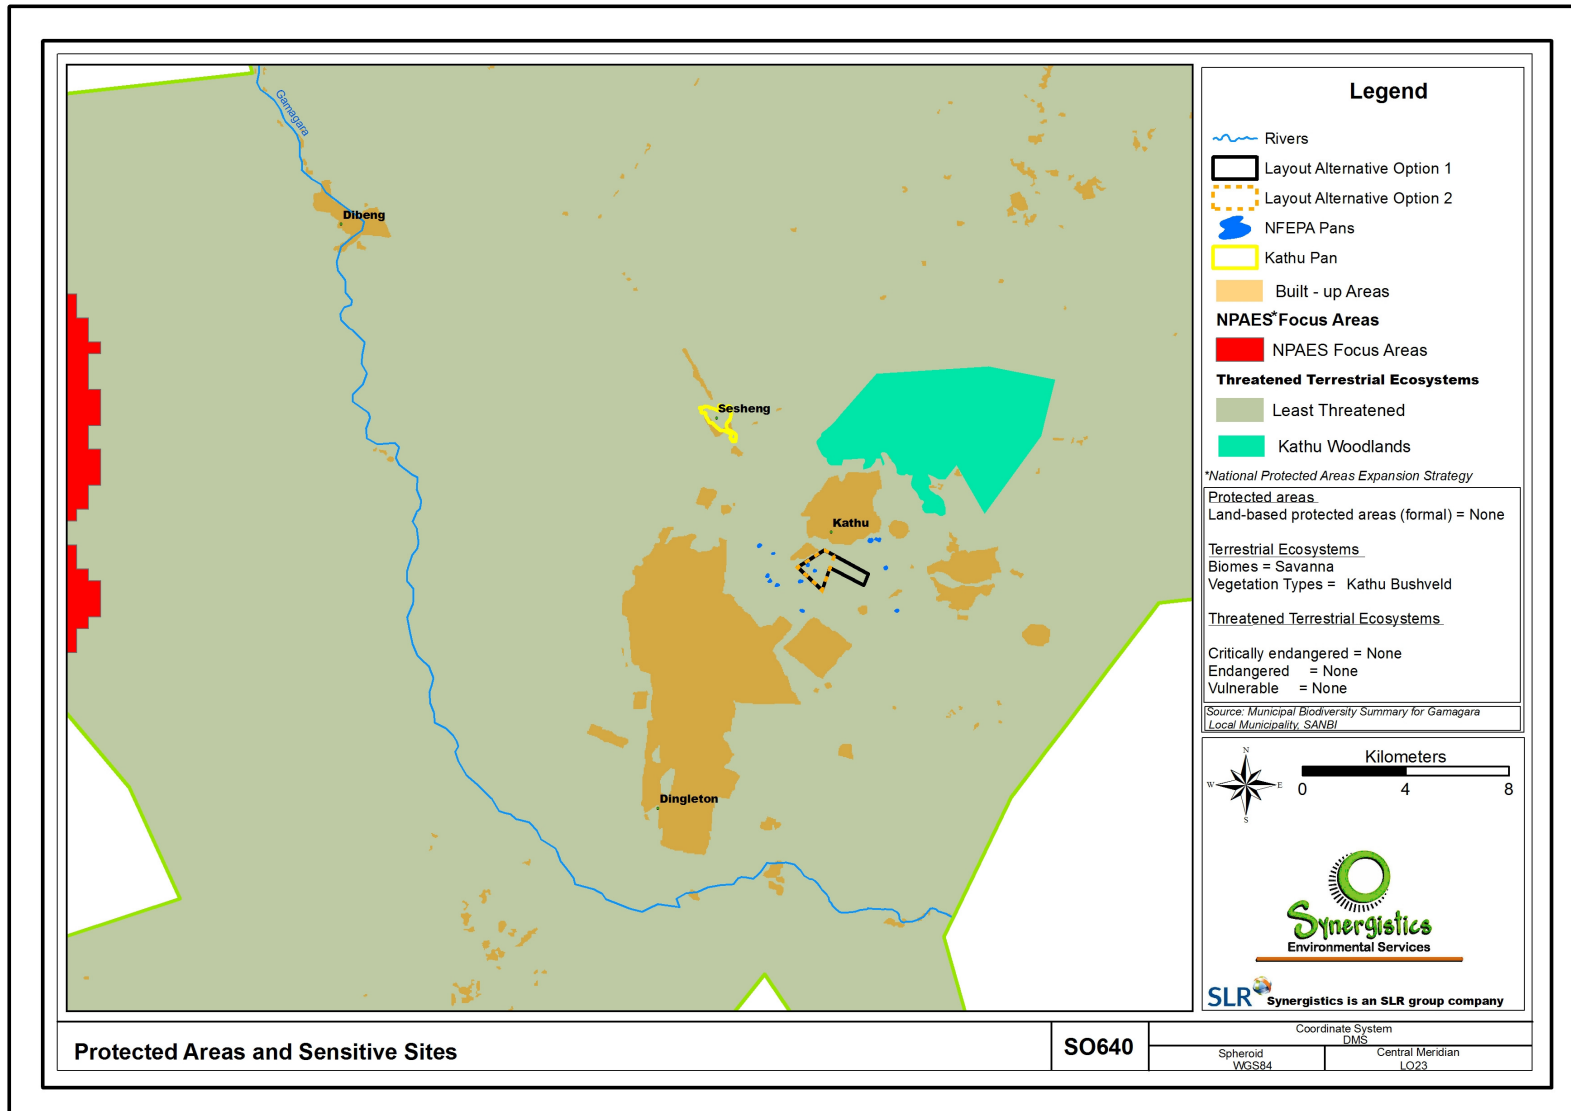 Gamagara
Dibeng
Sesheng
Kathu
Dingleton
Legend
Rivers
Layout Alternative Option 1
Layout Alternative Option 2
NFEPA Pans
Kathu Pan
Built - up Areas
NPAES* Focus Areas
NPAES Focus Areas
Threatened Terrestrial Ecosystems
Least Threatened
Kathu Woodlands
*National Protected Areas Expansion Strategy
Protected areas
Land-based protected areas (formal) = None
Terrestrial Ecosystems
Biomes = Savanna
Vegetation Types = Kathu Bushveld
Threatened Terrestrial Ecosystems
Critically endangered = None
Endangered = None
Vulnerable = None
Source: Municipal Biodiversity Summary for Gamagara
Local Municipality, SANBI
N
W
E
S
Kilometers
0 4 8
Synergistics
Environmental Services
SLR Synergistics is an SLR group company
Protected Areas and Sensitive Sites
SO640
Coordinate System
DMS
Spheroid
WGS84
Central Meridian
LO23